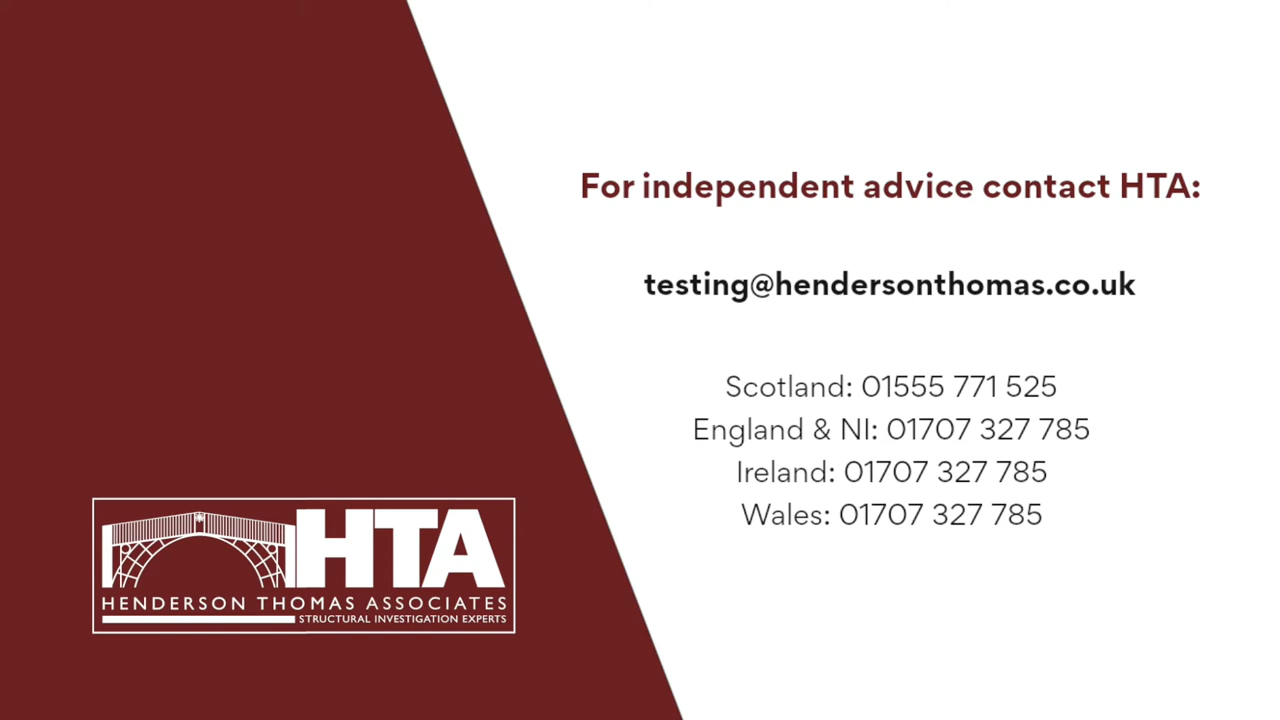 For independent advice contact HTA:
testing@hendersonthomas.co.uk
Scotland: 01555 771 525
England & NI: 01707 327 785
Ireland: 01707 327 785
Wales: 01707 327 785
HTA
HENDERSON THOMAS ASSOCIATES
STRUCTURAL INVESTIGATION EXPERTS